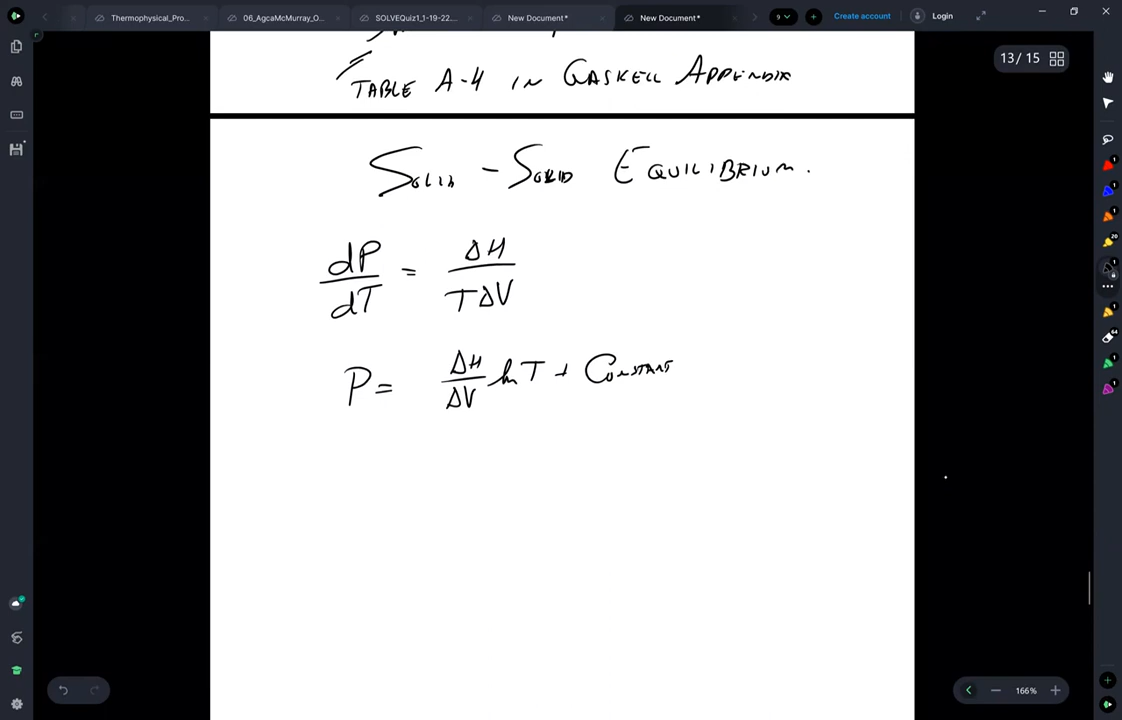 Thermophysical_Pro...
06_AgcaMcMurray_O...
SOLVEQuiz1_1-19-22....
New Document*
New Document*
9
Create account
Login
13/ 15
TABLE A-4 IN GASKELL APPENDIX
SOLID - SOLID EQUILIBRIUM.
dP/dT = ΔH/TΔV
P = ΔH/ΔV ln T + CONSTANT
166%